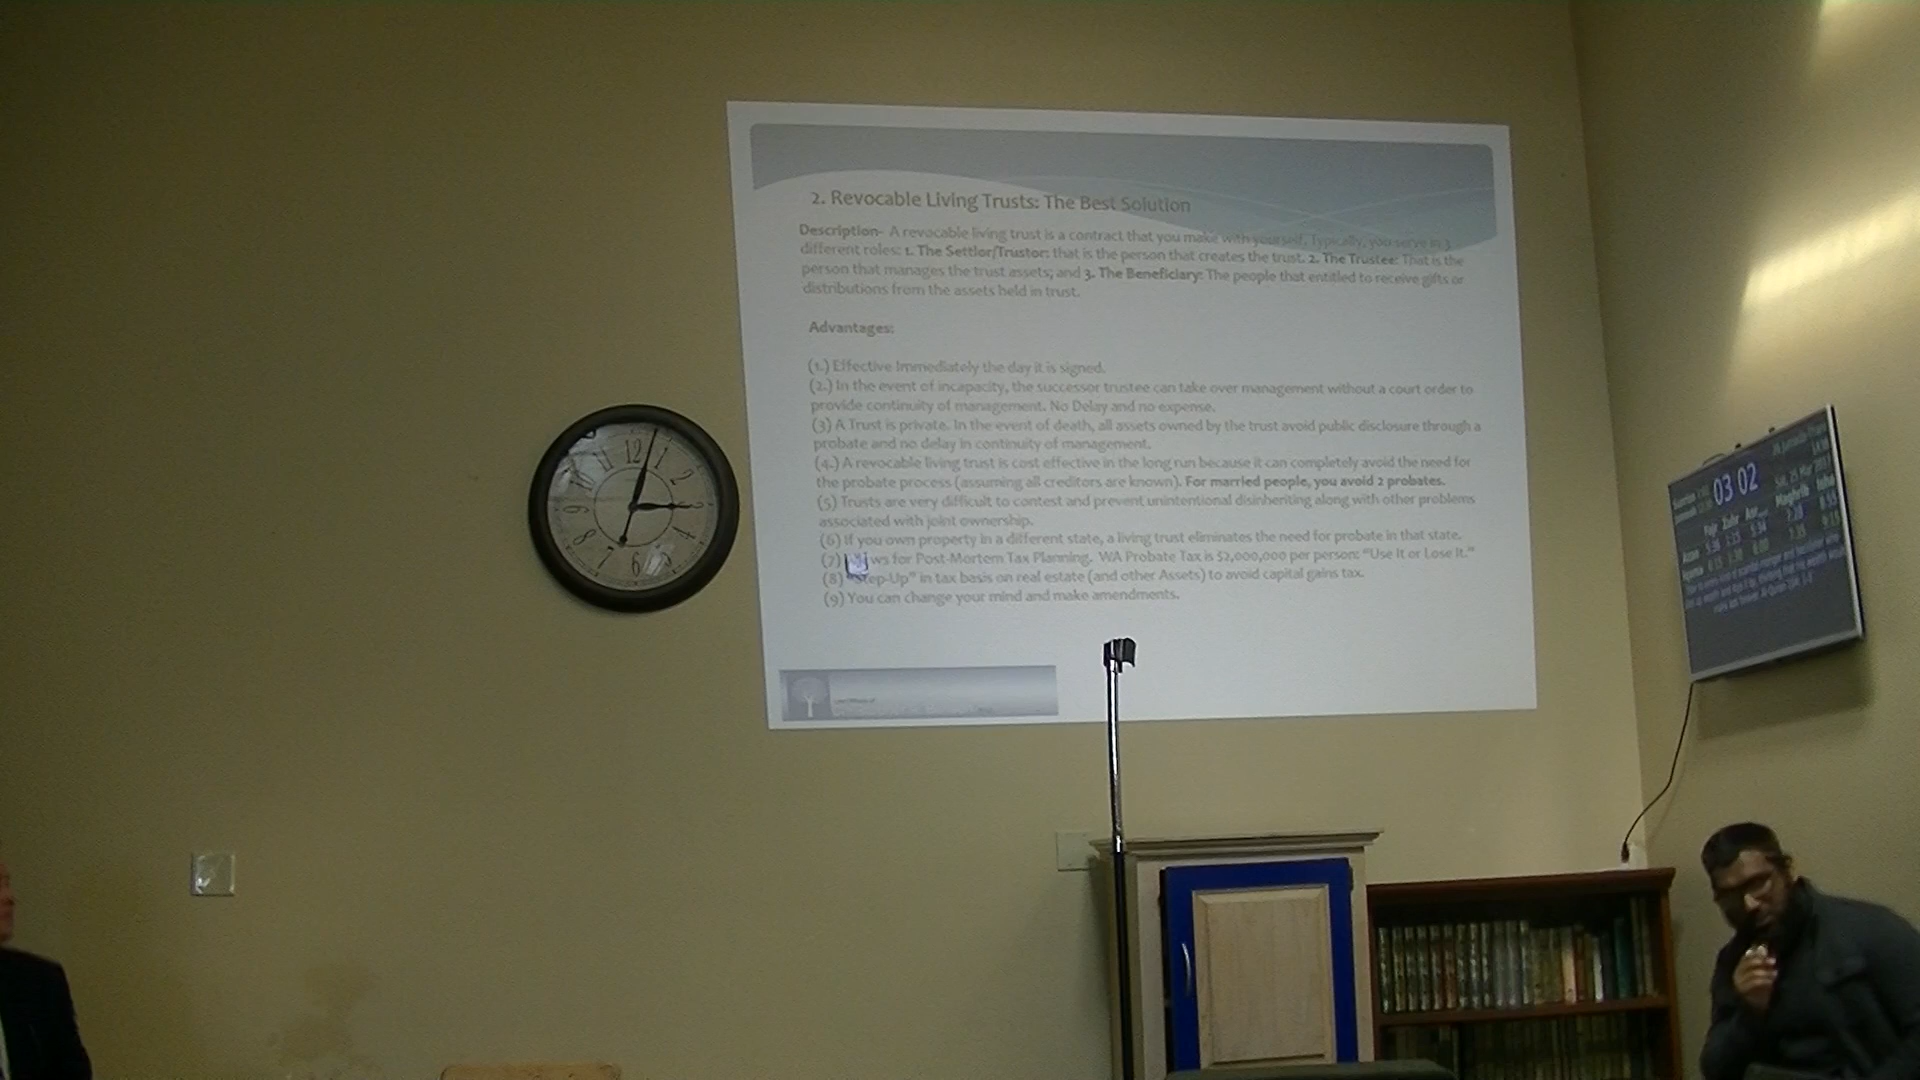 2. Revocable Living Trusts: The Best Solution
Description- A revocable living trust is a contract that you make with yourself. Typically, you serve in 3
different roles: 1. The Settlor/Trustor: that is the person that creates the trust. 2. The Trustee: That is the
person that manages the trust assets; and 3. The Beneficiary: The people that entitled to receive gifts or
distributions from the assets held in trust.
Advantages:
(1.) Effective Immediately the day it is signed.
(2.) In the event of incapacity, the successor trustee can take over management without a court order to
provide continuity of management. No Delay and no expense.
(3) A Trust is private. In the event of death, all assets owned by the trust avoid public disclosure through a
probate and no delay in continuity of management.
(4.) A revocable living trust is cost effective in the long run because it can completely avoid the need for
the probate process (assuming all creditors are known). For married people, you avoid 2 probates.
(5) Trusts are very difficult to contest and prevent unintentional disinheriting along with other problems
associated with joint ownership.
(6) If you own property in a different state, a living trust eliminates the need for probate in that state.
(7) ws for Post-Mortem Tax Planning. WA Probate Tax is $2,000,000 per person: "Use It or Lose It."
(8) "Step-Up" in tax basis on real estate (and other Assets) to avoid capital gains tax.
(9) You can change your mind and make amendments.
12 1 2 4 6 7 8 9 11
03 02
Fajr Zuhr Asr Maghrib Isha